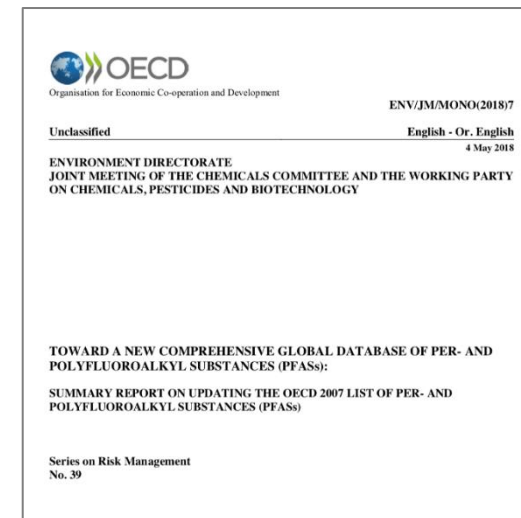 OECD
Organisation for Economic Co-operation and Development
ENV/JM/MONO(2018)7
Unclassified English - Or. English
4 May 2018
ENVIRONMENT DIRECTORATE
JOINT MEETING OF THE CHEMICALS COMMITTEE AND THE WORKING PARTY
ON CHEMICALS, PESTICIDES AND BIOTECHNOLOGY
TOWARD A NEW COMPREHENSIVE GLOBAL DATABASE OF PER- AND
POLYFLUOROALKYL SUBSTANCES (PFASs):
SUMMARY REPORT ON UPDATING THE OECD 2007 LIST OF PER- AND
POLYFLUOROALKYL SUBSTANCES (PFASs)
Series on Risk Management
No. 39